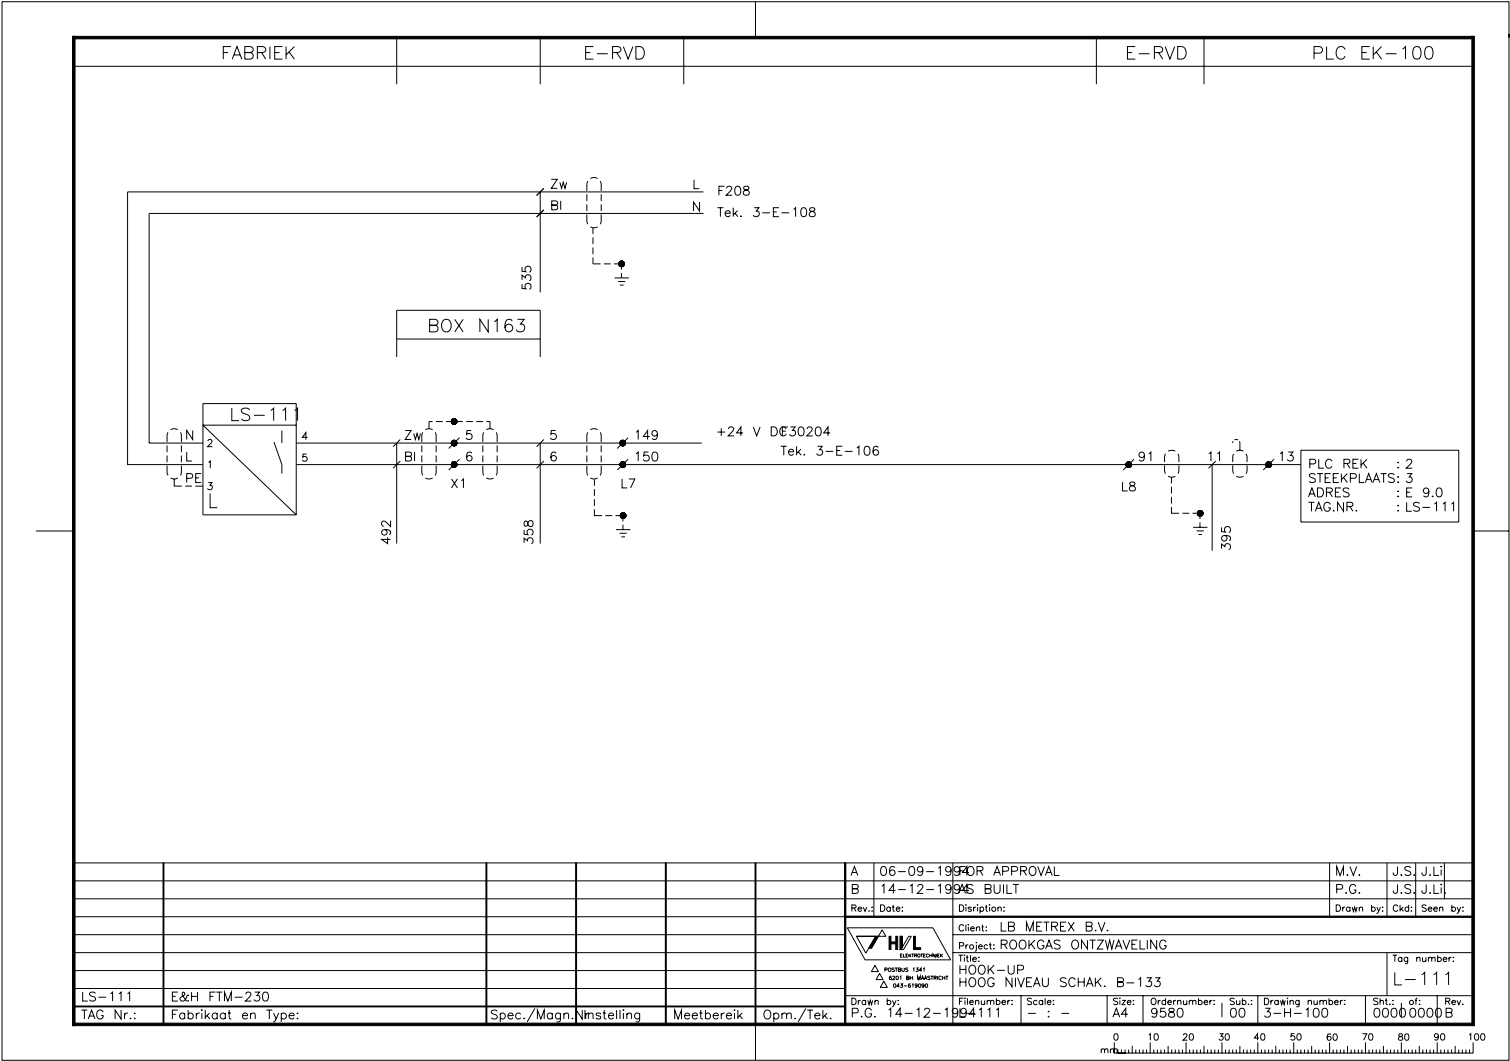 FABRIEK E-RVD E-RVD PLC EK-100
Zw L F208
Bl N Tek. 3-E-108
535
BOX N163
LS-111
+24 V DC F30204
Tek. 3-E-106
N 2 4 Zw 5 5 149
L 1 5 Bl 6 6 150 91 11 13
PE 3
L
X1 L7 L8
492 358 395
PLC REK : 2
STEEKPLAATS: 3
ADRES : E 9.0
TAG.NR. : LS-111
A 06-09-1994 FOR APPROVAL M.V. J.S. J.Li
B 14-12-1994 AS BUILT P.G. J.S. J.Li.
Rev.: Date: Disription: Drawn by: Ckd: Seen by:
HVL
ELEKTROTECHNIEK
POSTBUS 1341
6201 BH MAASTRICHT
043-619090
Client: LB METREX B.V.
Project: ROOKGAS ONTZWAVELING
Title:
HOOK-UP
HOOG NIVEAU SCHAK. B-133
Tag number:
L-111
LS-111 E&H FTM-230
TAG Nr.: Fabrikaat en Type: Spec./Magn.Nr. Instelling Meetbereik Opm./Tek.
Drawn by: Filenumber: Scale: Size: Ordernumber: Sub.: Drawing number: Sht.: of: Rev.
P.G. 14-12-1994 L-111 - : - A4 9580 00 3-H-100 0000 0000 B
mm 0 10 20 30 40 50 60 70 80 90 100